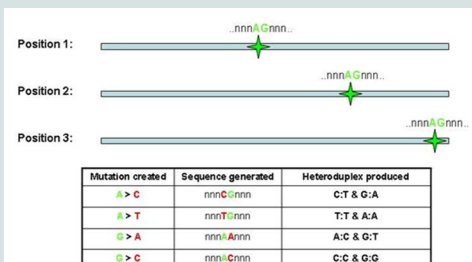 ..nnnAGnnn..
Position 1:
..nnnAGnnn..
Position 2:
..nnnAGnnn..
Position 3:
Mutation created Sequence generated Heteroduplex produced
A > C nnnCGnnn C:T & G:A
A > T nnnTGnnn T:T & A:A
G > A nnnAAnnn A:C & G:T
G > C nnnACnnn C:C & G:G